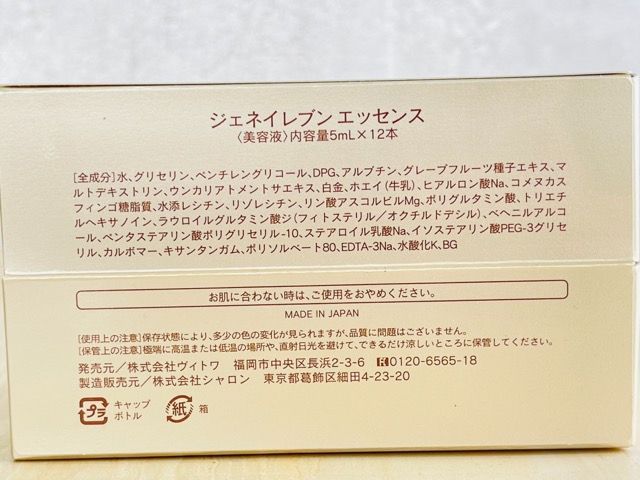 ジェネイレブン エッセンス
〈美容液〉内容量5mL×12本
[全成分]水、グリセリン、ペンチレングリコール、DPG、アルブチン、グレープフルーツ種子エキス、マ
ルトデキストリン、ウンカリアトメントサエキス、白金、ホエイ(牛乳)、ヒアルロン酸Na、コメヌカス
フィンゴ糖脂質、水添レシチン、リゾレシチン、リン酸アスコルビルMg、ポリグルタミン酸、トリエチ
ルヘキサノイン、ラウロイルグルタミン酸ジ(フィトステリル/オクチルドデシル)、ベヘニルアルコ
ール、ペンタステアリン酸ポリグリセリル-10、ステアロイル乳酸Na、イソステアリン酸PEG-3グリセ
リル、カルボマー、キサンタンガム、ポリソルベート80、EDTA-3Na、水酸化K、BG
お肌に合わない時は、ご使用をおやめください。
MADE IN JAPAN
[使用上の注意]保存状態により、多少の色の変化が見られますが、品質に問題はございません。
[保管上の注意]極端に高温または低温の場所や、直射日光を避けて、できるだけ涼しいところに保管してください。
発売元/株式会社ヴィトワ 福岡市中央区長浜2-3-6 0120-6565-18
製造販売元/株式会社シャロン 東京都葛飾区細田4-23-20
プラ キャップ
ボトル
紙 箱